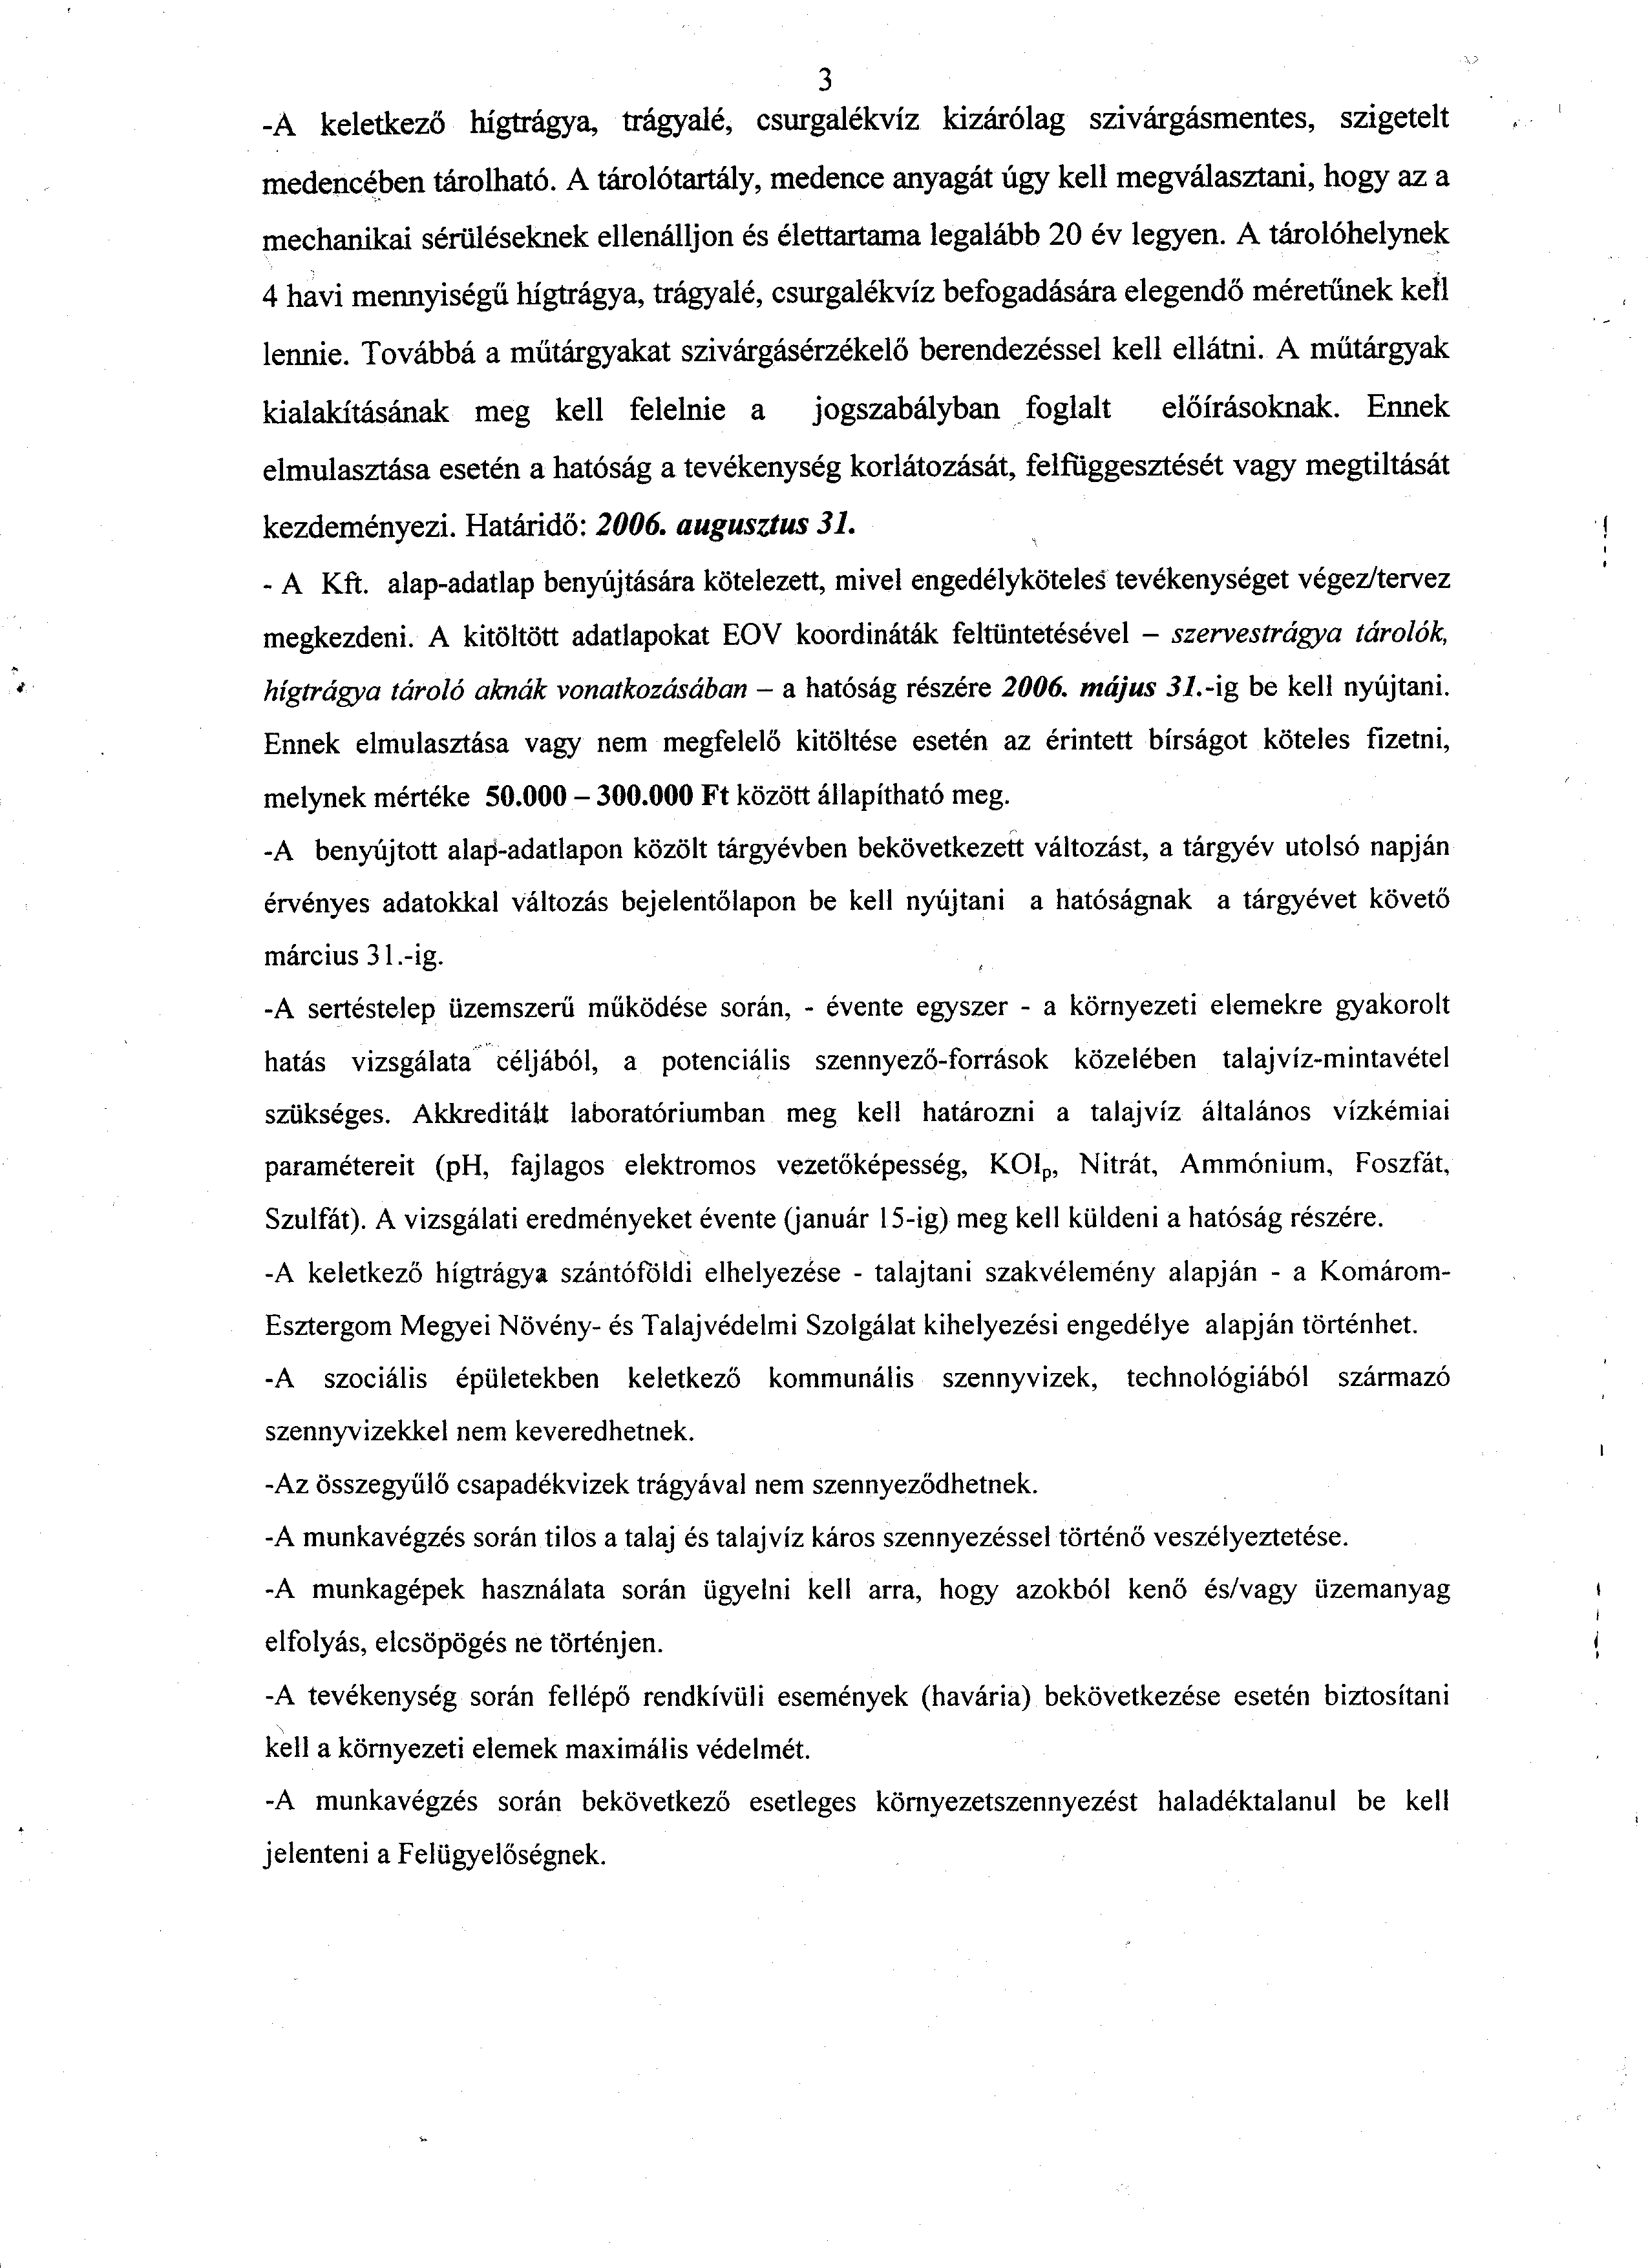 3
-A keletkező hígtrágya, trágyalé, csurgalékvíz kizárólag szivárgásmentes, szigetelt
medencében tárolható. A tárolótartály, medence anyagát úgy kell megválasztani, hogy az a
mechanikai sérüléseknek ellenálljon és élettartama legalább 20 év legyen. A tárolóhelynek
4 havi mennyiségű hígtrágya, trágyalé, csurgalékvíz befogadására elegendő méretűnek kell
lennie. Továbbá a műtárgyakat szivárgásérzékelő berendezéssel kell ellátni. A műtárgyak
kialakításának meg kell felelnie a jogszabályban foglalt előírásoknak. Ennek
elmulasztása esetén a hatóság a tevékenység korlátozását, felfüggesztését vagy megtiltását
kezdeményezi. Határidő: 2006. augusztus 31.
- A Kft. alap-adatlap benyújtására kötelezett, mivel engedélyköteles tevékenységet végez/tervez
megkezdeni. A kitöltött adatlapokat EOV koordináták feltüntetésével – szervestrágya tárolók,
hígtrágya tároló aknák vonatkozásában – a hatóság részére 2006. május 31.-ig be kell nyújtani.
Ennek elmulasztása vagy nem megfelelő kitöltése esetén az érintett bírságot köteles fizetni,
melynek mértéke 50.000 – 300.000 Ft között állapítható meg.
-A benyújtott alap-adatlapon közölt tárgyévben bekövetkezett változást, a tárgyév utolsó napján
érvényes adatokkal változás bejelentőlapon be kell nyújtani a hatóságnak a tárgyévet követő
március 31.-ig.
-A sertéstelep üzemszerű működése során, - évente egyszer - a környezeti elemekre gyakorolt
hatás vizsgálata céljából, a potenciális szennyező-források közelében talajvíz-mintavétel
szükséges. Akkreditált laboratóriumban meg kell határozni a talajvíz általános vízkémiai
paramétereit (pH, fajlagos elektromos vezetőképesség, KOIp, Nitrát, Ammónium, Foszfát,
Szulfát). A vizsgálati eredményeket évente (január 15-ig) meg kell küldeni a hatóság részére.
-A keletkező hígtrágya szántóföldi elhelyezése - talajtani szakvélemény alapján - a Komárom-
Esztergom Megyei Növény- és Talajvédelmi Szolgálat kihelyezési engedélye alapján történhet.
-A szociális épületekben keletkező kommunális szennyvizek, technológiából származó
szennyvizekkel nem keveredhetnek.
-Az összegyűlő csapadékvizek trágyával nem szennyeződhetnek.
-A munkavégzés során tilos a talaj és talajvíz káros szennyezéssel történő veszélyeztetése.
-A munkagépek használata során ügyelni kell arra, hogy azokból kenő és/vagy üzemanyag
elfolyás, elcsöpögés ne történjen.
-A tevékenység során fellépő rendkívüli események (havária) bekövetkezése esetén biztosítani
kell a környezeti elemek maximális védelmét.
-A munkavégzés során bekövetkező esetleges környezetszennyezést haladéktalanul be kell
jelenteni a Felügyelőségnek.